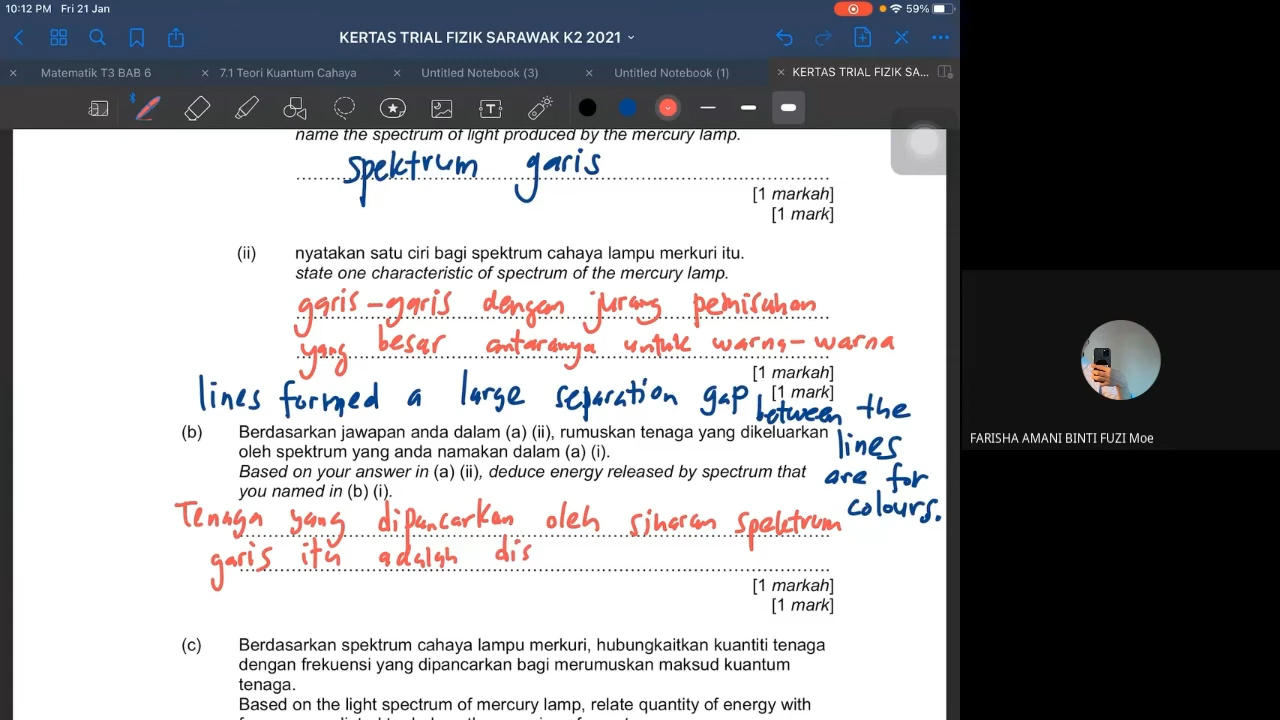 10:12 PM Fri 21 Jan
59%
KERTAS TRIAL FIZIK SARAWAK K2 2021
Matematik T3 BAB 6
7.1 Teori Kuantum Cahaya
Untitled Notebook (3)
Untitled Notebook (1)
KERTAS TRIAL FIZIK SA...
name the spectrum of light produced by the mercury lamp.
spektrum garis
[1 markah]
[1 mark]
(ii) nyatakan satu ciri bagi spektrum cahaya lampu merkuri itu.
state one characteristic of spectrum of the mercury lamp.
garis-garis dengan jurang pemisahan
yang besar antaranya untuk warna-warna
[1 markah]
[1 mark]
lines formed a large separation gap between the
lines
are for
colours.
(b) Berdasarkan jawapan anda dalam (a) (ii), rumuskan tenaga yang dikeluarkan
oleh spektrum yang anda namakan dalam (a) (i).
Based on your answer in (a) (ii), deduce energy released by spectrum that
you named in (b) (i).
Tenaga yang dipancarkan oleh sinaran spektrum
garis itu adalah dis
[1 markah]
[1 mark]
(c) Berdasarkan spektrum cahaya lampu merkuri, hubungkaitkan kuantiti tenaga
dengan frekuensi yang dipancarkan bagi merumuskan maksud kuantum
tenaga.
Based on the light spectrum of mercury lamp, relate quantity of energy with
FARISHA AMANI BINTI FUZI Moe